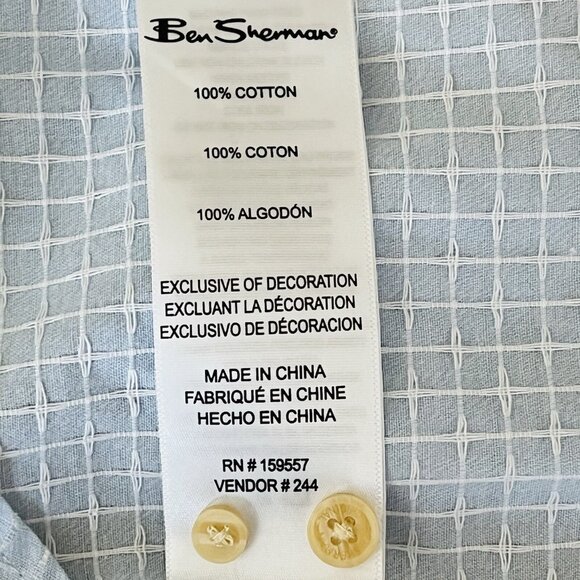 Ben Sherman
100% COTTON
100% COTON
100% ALGODÓN
EXCLUSIVE OF DECORATION
EXCLUANT LA DÉCORATION
EXCLUSIVO DE DÉCORACION
MADE IN CHINA
FABRIQUÉ EN CHINE
HECHO EN CHINA
RN # 159557
VENDOR # 244